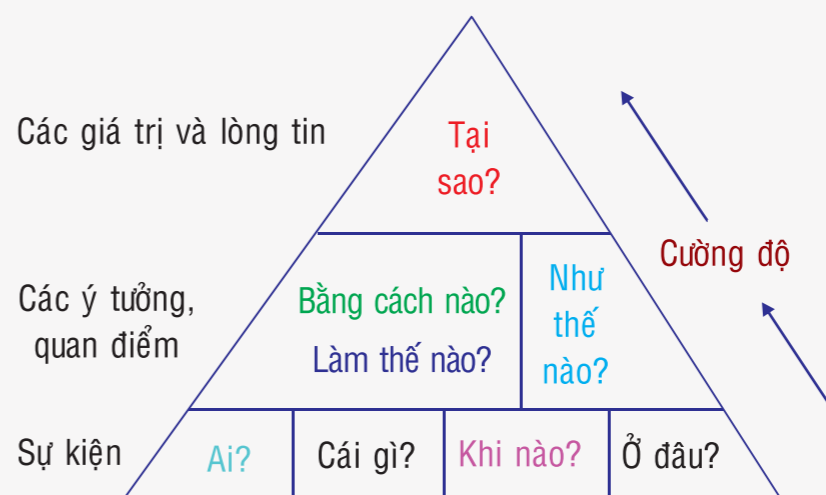 Các giá trị và lòng tin
Tại
sao?
Cường độ
Các ý tưởng,
quan điểm
Bằng cách nào?
Làm thế nào?
Như
thế
nào?
Sự kiện
Ai?
Cái gì?
Khi nào?
Ở đâu?